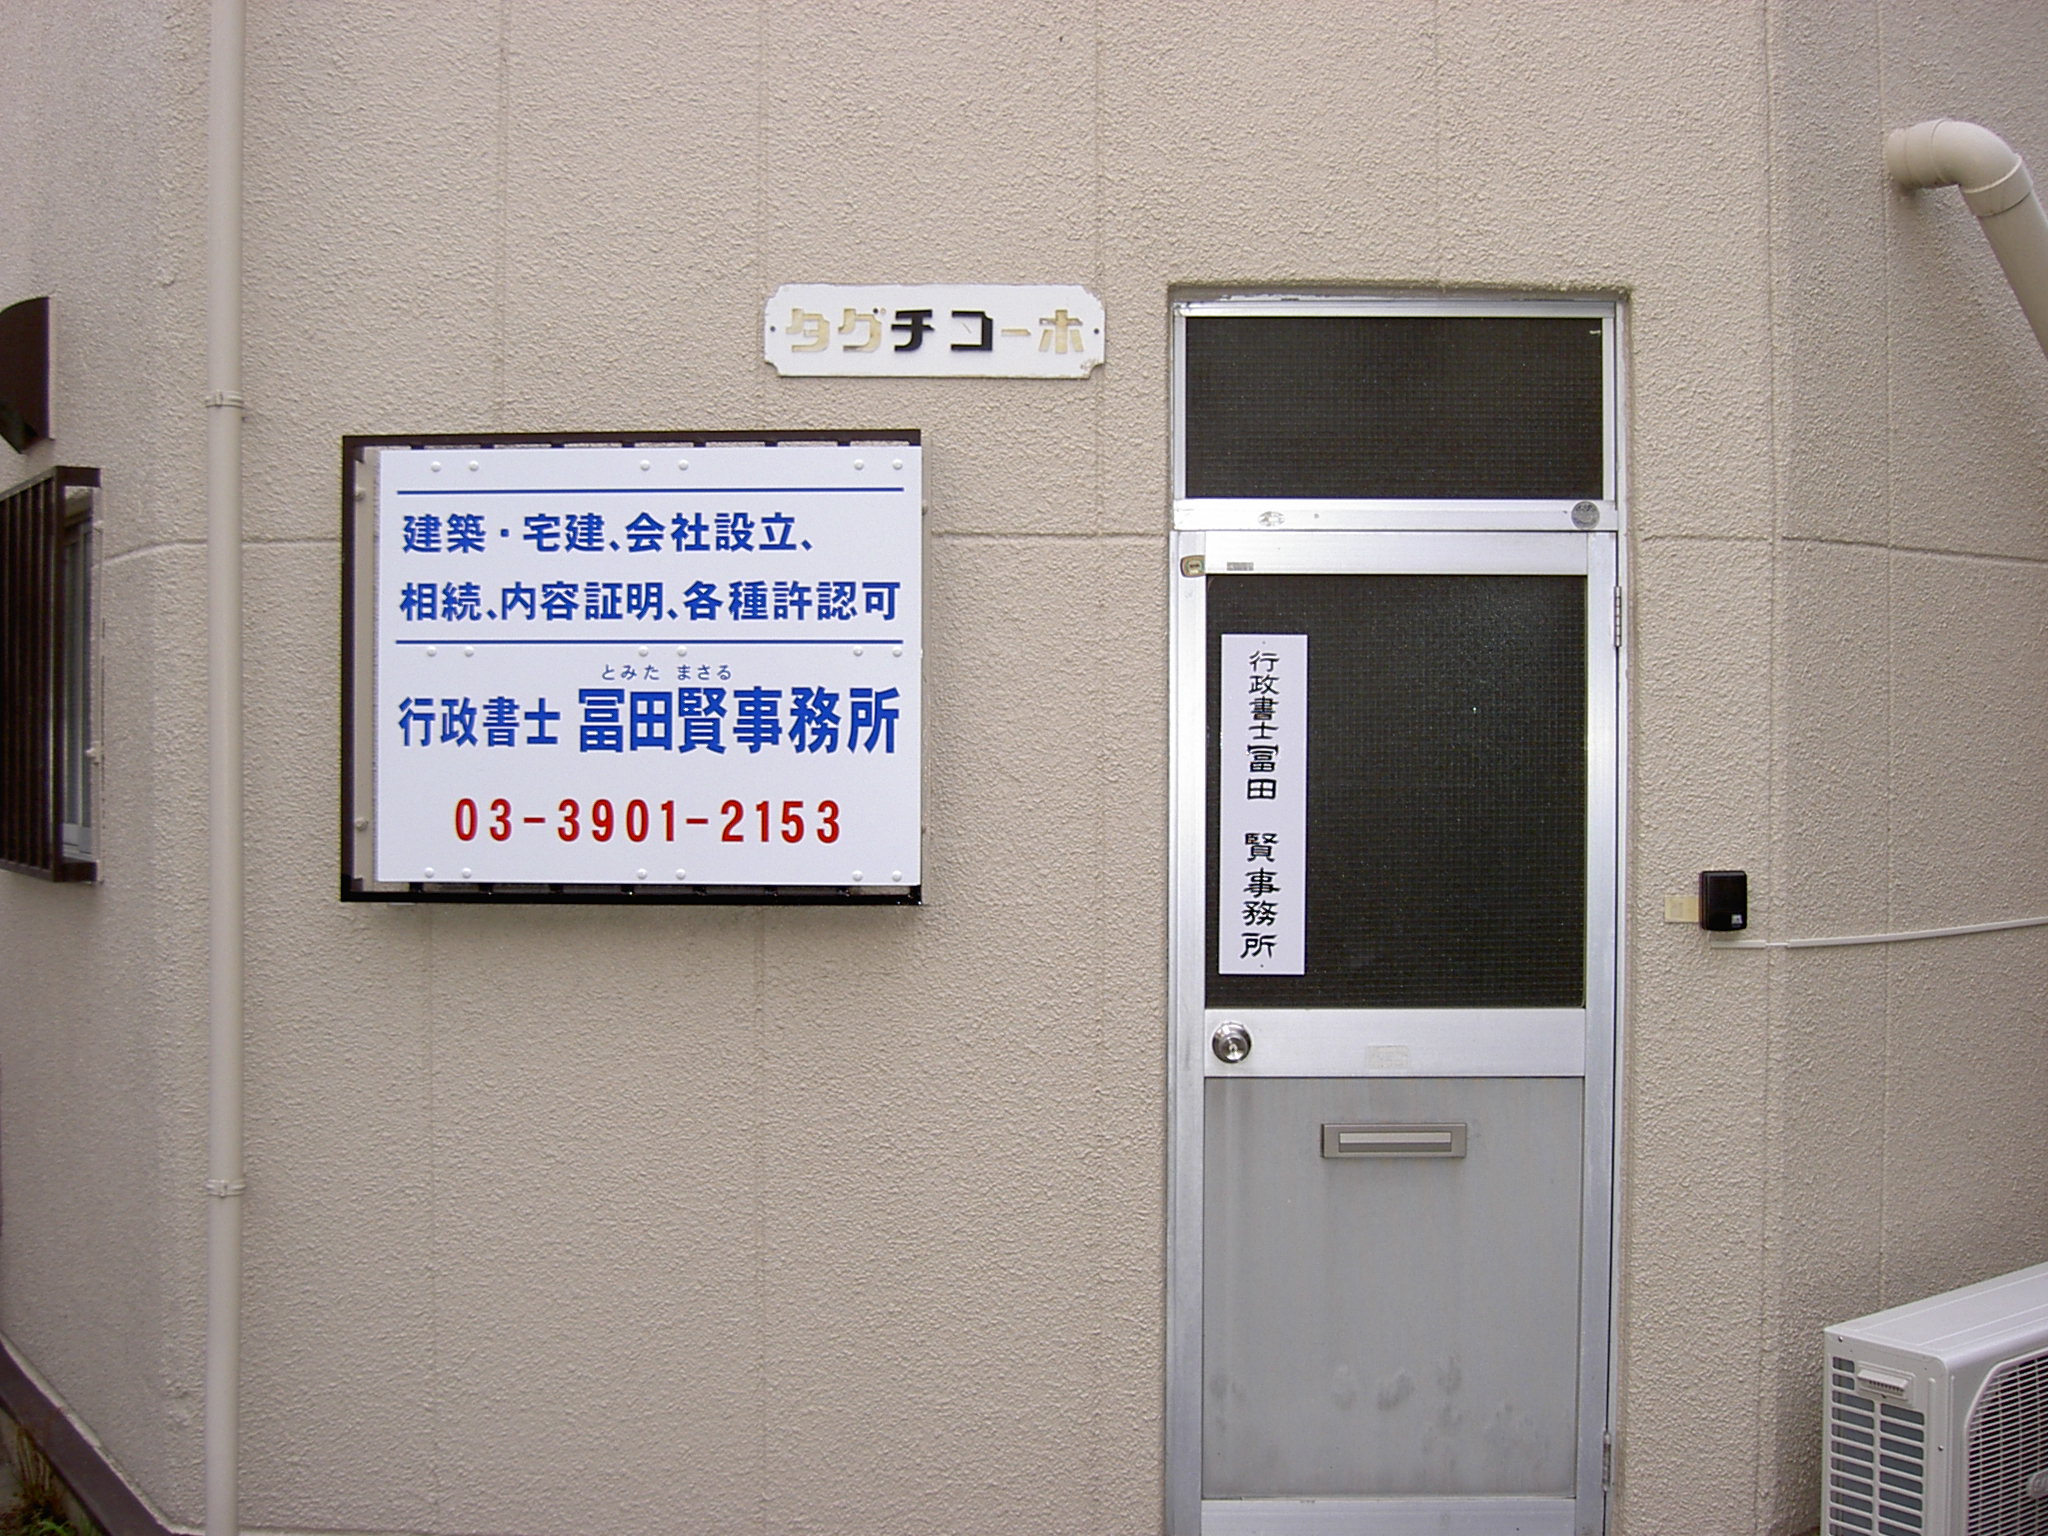 タグチコーホ
建築・宅建、会社設立、
相続、内容証明、各種許認可
とみた まさる
行政書士 冨田賢事務所
03-3901-2153
行政書士冨田 賢事務所